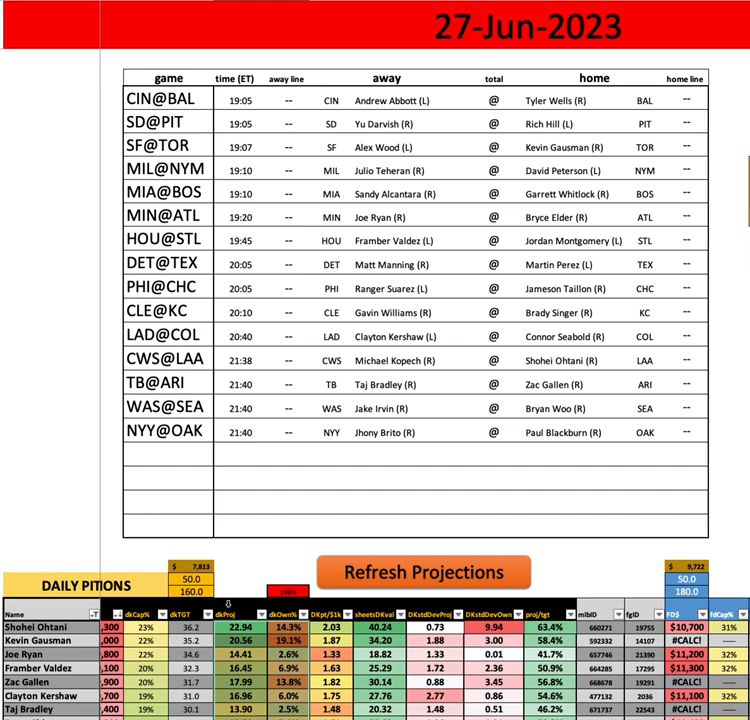 27-Jun-2023
game time (ET) away line away total home home line
CIN@BAL 19:05 -- CIN Andrew Abbott (L) @ Tyler Wells (R) BAL --
SD@PIT 19:05 -- SD Yu Darvish (R) @ Rich Hill (L) PIT --
SF@TOR 19:07 -- SF Alex Wood (L) @ Kevin Gausman (R) TOR --
MIL@NYM 19:10 -- MIL Julio Teheran (R) @ David Peterson (L) NYM --
MIA@BOS 19:10 -- MIA Sandy Alcantara (R) @ Garrett Whitlock (R) BOS --
MIN@ATL 19:20 -- MIN Joe Ryan (R) @ Bryce Elder (R) ATL --
HOU@STL 19:45 -- HOU Framber Valdez (L) @ Jordan Montgomery (L) STL --
DET@TEX 20:05 -- DET Matt Manning (R) @ Martin Perez (L) TEX --
PHI@CHC 20:05 -- PHI Ranger Suarez (L) @ Jameson Taillon (R) CHC --
CLE@KC 20:10 -- CLE Gavin Williams (R) @ Brady Singer (R) KC --
LAD@COL 20:40 -- LAD Clayton Kershaw (L) @ Connor Seabold (R) COL --
CWS@LAA 21:38 -- CWS Michael Kopech (R) @ Shohei Ohtani (R) LAA --
TB@ARI 21:40 -- TB Taj Bradley (R) @ Zac Gallen (R) ARI --
WAS@SEA 21:40 -- WAS Jake Irvin (R) @ Bryan Woo (R) SEA --
NYY@OAK 21:40 -- NYY Jhony Brito (R) @ Paul Blackburn (R) OAK --
$ 7,813 $ 9,722
DAILY PITIONS 50.0 Refresh Projections 50.0
160.0 180.0
Name dkCap% dkTGT dkProj dkOwn% DKpt/$1k sheetsDKval DKstdDevProj DKstdDevOwn proj/tgt mlbID fgID FD$ fdCap%
Shohei Ohtani ,300 23% 36.2 22.94 14.3% 2.03 40.24 0.73 9.94 63.4% 660271 19755 $10,700 31%
Kevin Gausman ,000 22% 35.2 20.56 19.1% 1.87 34.20 1.88 3.00 58.4% 592332 14107 #CALC! -----
Joe Ryan ,800 22% 34.6 14.41 2.6% 1.33 18.82 1.33 0.01 41.7% 657746 21390 $11,200 32%
Framber Valdez ,100 20% 32.3 16.45 6.9% 1.63 25.29 1.72 2.36 50.9% 664285 17295 $11,300 32%
Zac Gallen ,900 20% 31.7 17.99 13.8% 1.82 30.14 0.88 3.45 56.8% 668678 19291 #CALC! -----
Clayton Kershaw ,700 19% 31.0 16.96 6.0% 1.75 27.76 2.77 0.86 54.6% 477132 2036 $11,100 32%
Taj Bradley ,400 19% 30.1 13.90 2.5% 1.48 20.32 1.48 0.51 46.2% 671737 22543 #CALC! -----